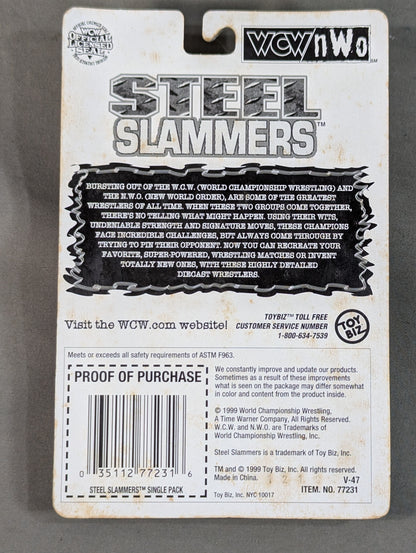 WCW
OFFICIAL
LICENSED
SEAL
WCW/nWo
SM
STEEL
SLAMMERS™
BURSTING OUT OF THE W.C.W. (WORLD CHAMPIONSHIP WRESTLING) AND
THE N.W.O. (NEW WORLD ORDER), ARE SOME OF THE GREATEST
WRESTLERS OF ALL TIME. WHEN THESE TWO GROUPS COME TOGETHER,
THERE'S NO TELLING WHAT MIGHT HAPPEN. USING THEIR WITS,
UNDENIABLE STRENGTH AND SIGNATURE MOVES, THESE CHAMPIONS
FACE INCREDIBLE CHALLENGES, BUT ALWAYS COME THROUGH BY
TRYING TO PIN THEIR OPPONENT. NOW YOU CAN RECREATE YOUR
FAVORITE, SUPER-POWERED, WRESTLING MATCHES OR INVENT
TOTALLY NEW ONES, WITH THESE HIGHLY DETAILED
DIECAST WRESTLERS.
Visit the WCW.com website!
TOYBIZ™ TOLL FREE
CUSTOMER SERVICE NUMBER
1-800-634-7539
TOY
BIZ
Meets or exceeds all safety requirements of ASTM F963.
PROOF OF PURCHASE
0 35112 77231 6
STEEL SLAMMERS™ SINGLE PACK
We constantly improve and update our products.
Sometimes as a result of these improvements
what is seen on the package may differ somewhat
in color and content from the product inside.
© 1999 World Championship Wrestling,
A Time Warner Company, All Rights Reserved.
W.C.W. and N.W.O. are Trademarks of
World Championship Wrestling, Inc.
Steel Slammers is a trademark of Toy Biz, Inc.
TM and © 1999 Toy Biz, Inc. All rights reserved.
Made in China.
V-47
Toy Biz, Inc. NYC 10017
ITEM NO. 77231